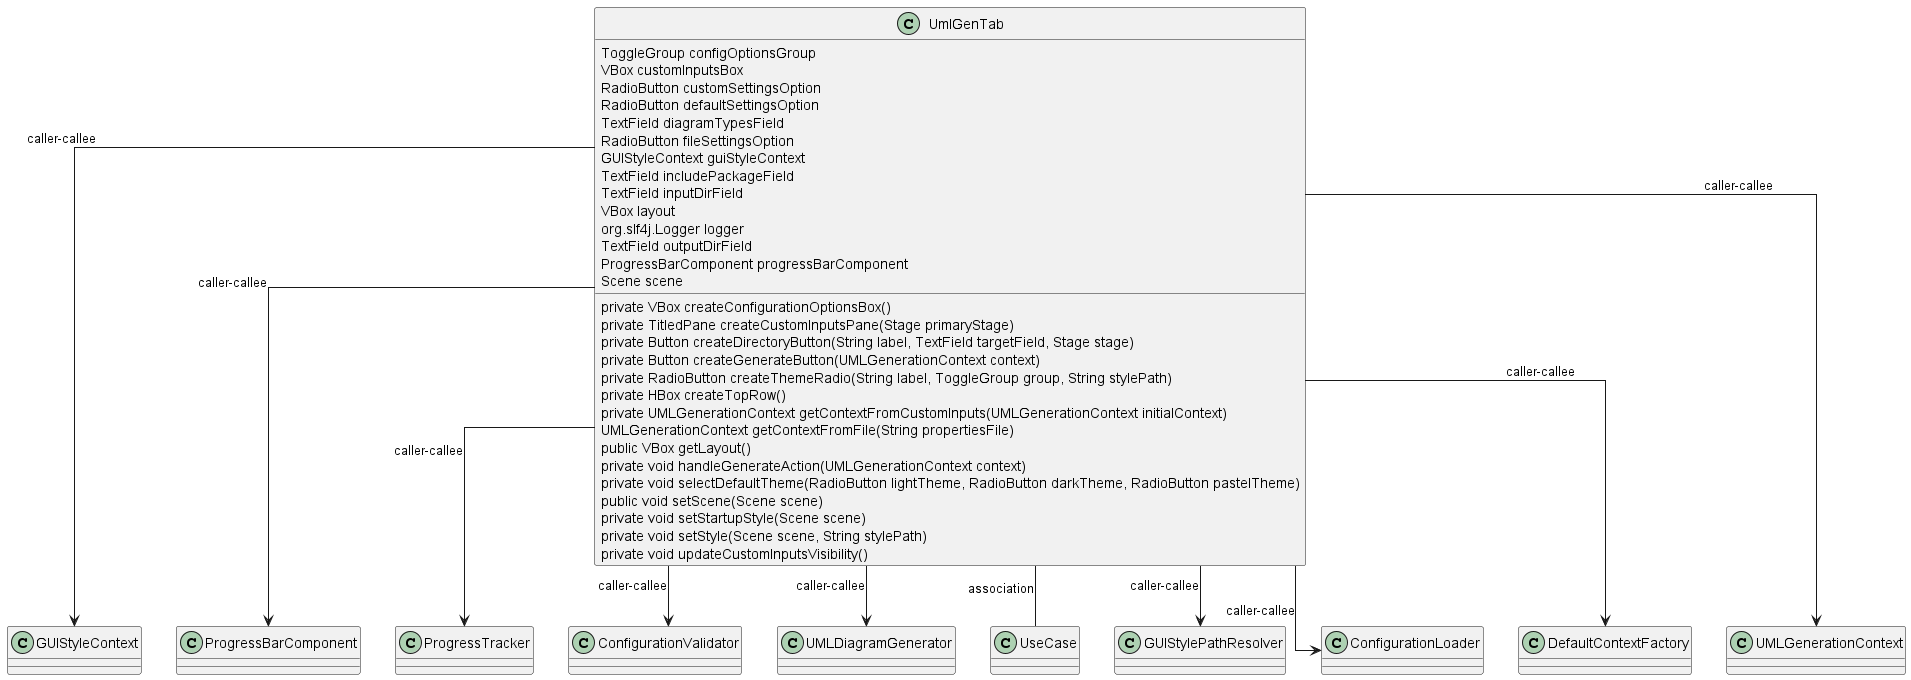 C UmlGenTab
ToggleGroup configOptionsGroup
VBox customInputsBox
RadioButton customSettingsOption
RadioButton defaultSettingsOption
TextField diagramTypesField
RadioButton fileSettingsOption
GUIStyleContext guiStyleContext
TextField includePackageField
TextField inputDirField
VBox layout
org.slf4j.Logger logger
TextField outputDirField
ProgressBarComponent progressBarComponent
Scene scene
private VBox createConfigurationOptionsBox()
private TitledPane createCustomInputsPane(Stage primaryStage)
private Button createDirectoryButton(String label, TextField targetField, Stage stage)
private Button createGenerateButton(UMLGenerationContext context)
private RadioButton createThemeRadio(String label, ToggleGroup group, String stylePath)
private HBox createTopRow()
private UMLGenerationContext getContextFromCustomInputs(UMLGenerationContext initialContext)
UMLGenerationContext getContextFromFile(String propertiesFile)
public VBox getLayout()
private void handleGenerateAction(UMLGenerationContext context)
private void selectDefaultTheme(RadioButton lightTheme, RadioButton darkTheme, RadioButton pastelTheme)
public void setScene(Scene scene)
private void setStartupStyle(Scene scene)
private void setStyle(Scene scene, String stylePath)
private void updateCustomInputsVisibility()
caller-callee
caller-callee
caller-callee
caller-callee
caller-callee
association
caller-callee
caller-callee
caller-callee
caller-callee
C GUIStyleContext
C ProgressBarComponent
C ProgressTracker
C ConfigurationValidator
C UMLDiagramGenerator
C UseCase
C GUIStylePathResolver
C ConfigurationLoader
C DefaultContextFactory
C UMLGenerationContext